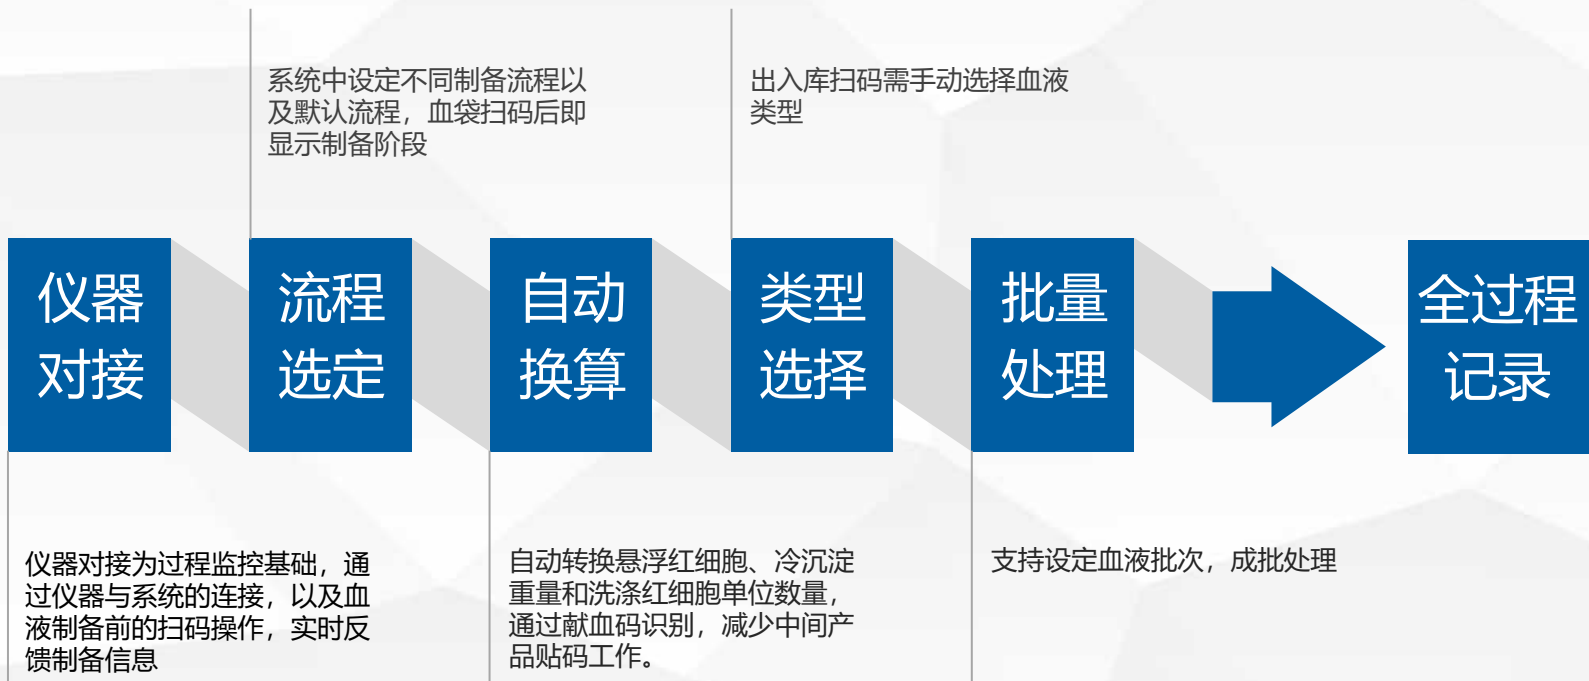 系统中设定不同制备流程以
及默认流程，血袋扫码后即
显示制备阶段
出入库扫码需手动选择血液
类型
仪器
对接
流程
选定
自动
换算
类型
选择
批量
处理
全过程
记录
仪器对接为过程监控基础，通
过仪器与系统的连接，以及血
液制备前的扫码操作，实时反
馈制备信息
自动转换悬浮红细胞、冷沉淀
重量和洗涤红细胞单位数量，
通过献血码识别，减少中间产
品贴码工作。
支持设定血液批次，成批处理